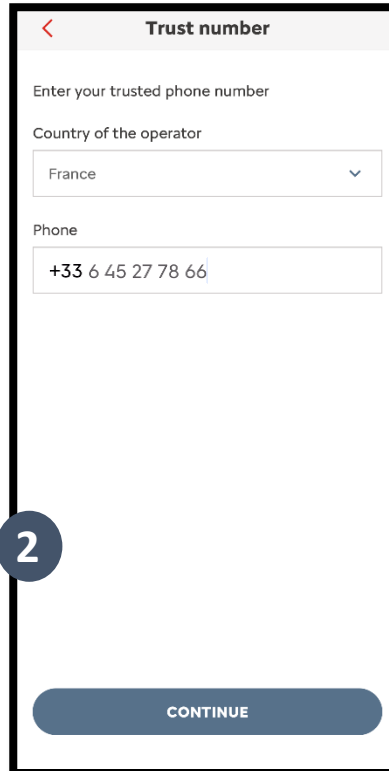 Trust number
Enter your trusted phone number
Country of the operator
France
Phone
+33 6 45 27 78 66
2
CONTINUE